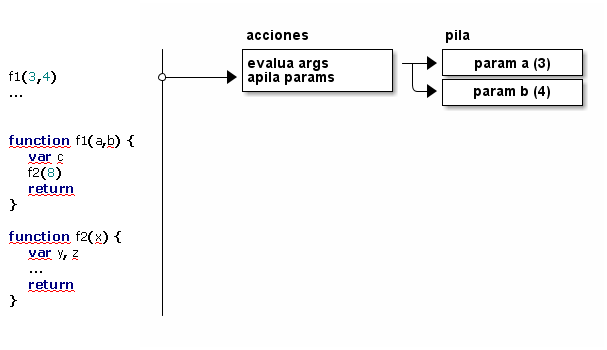 f1(3,4)
...
function f1(a,b) {
var c
f2(8)
return
}
function f2(x) {
var y, z
...
return
}
acciones
evalua args
apila params
pila
param a (3)
param b (4)